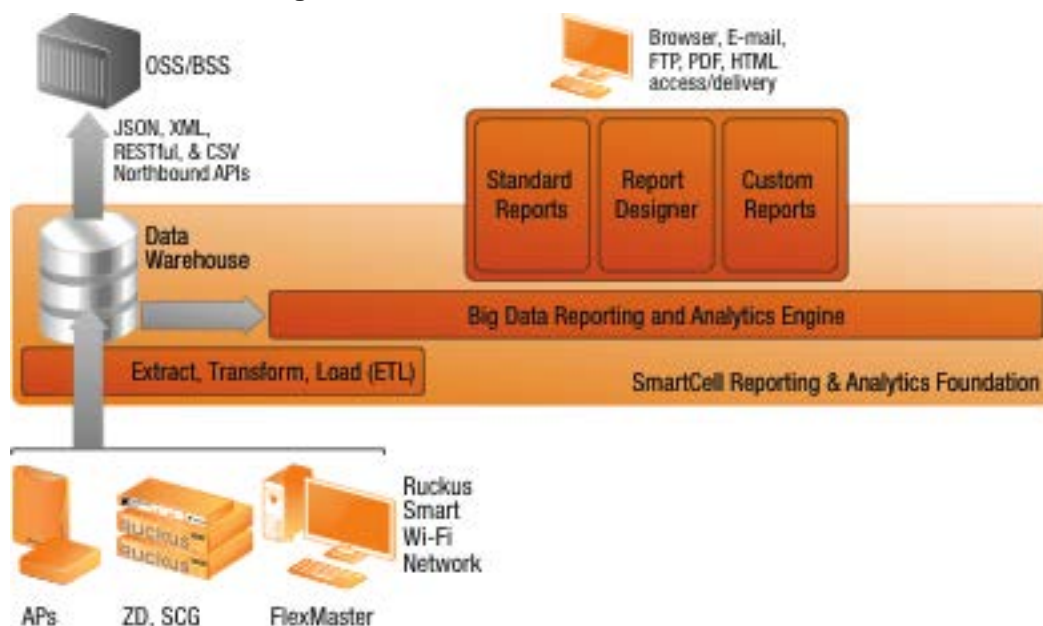 OSS/BSS
JSON, XML,
RESTful, & CSV
Northbound APIs
Browser, E-mail,
FTP, PDF, HTML
access/delivery
Standard
Reports
Report
Designer
Custom
Reports
Data
Warehouse
Big Data Reporting and Analytics Engine
Extract, Transform, Load (ETL)
SmartCell Reporting & Analytics Foundation
RUCKUS
RUCKUS
Ruckus
Smart
Wi-Fi
Network
APs
ZD, SCG
FlexMaster